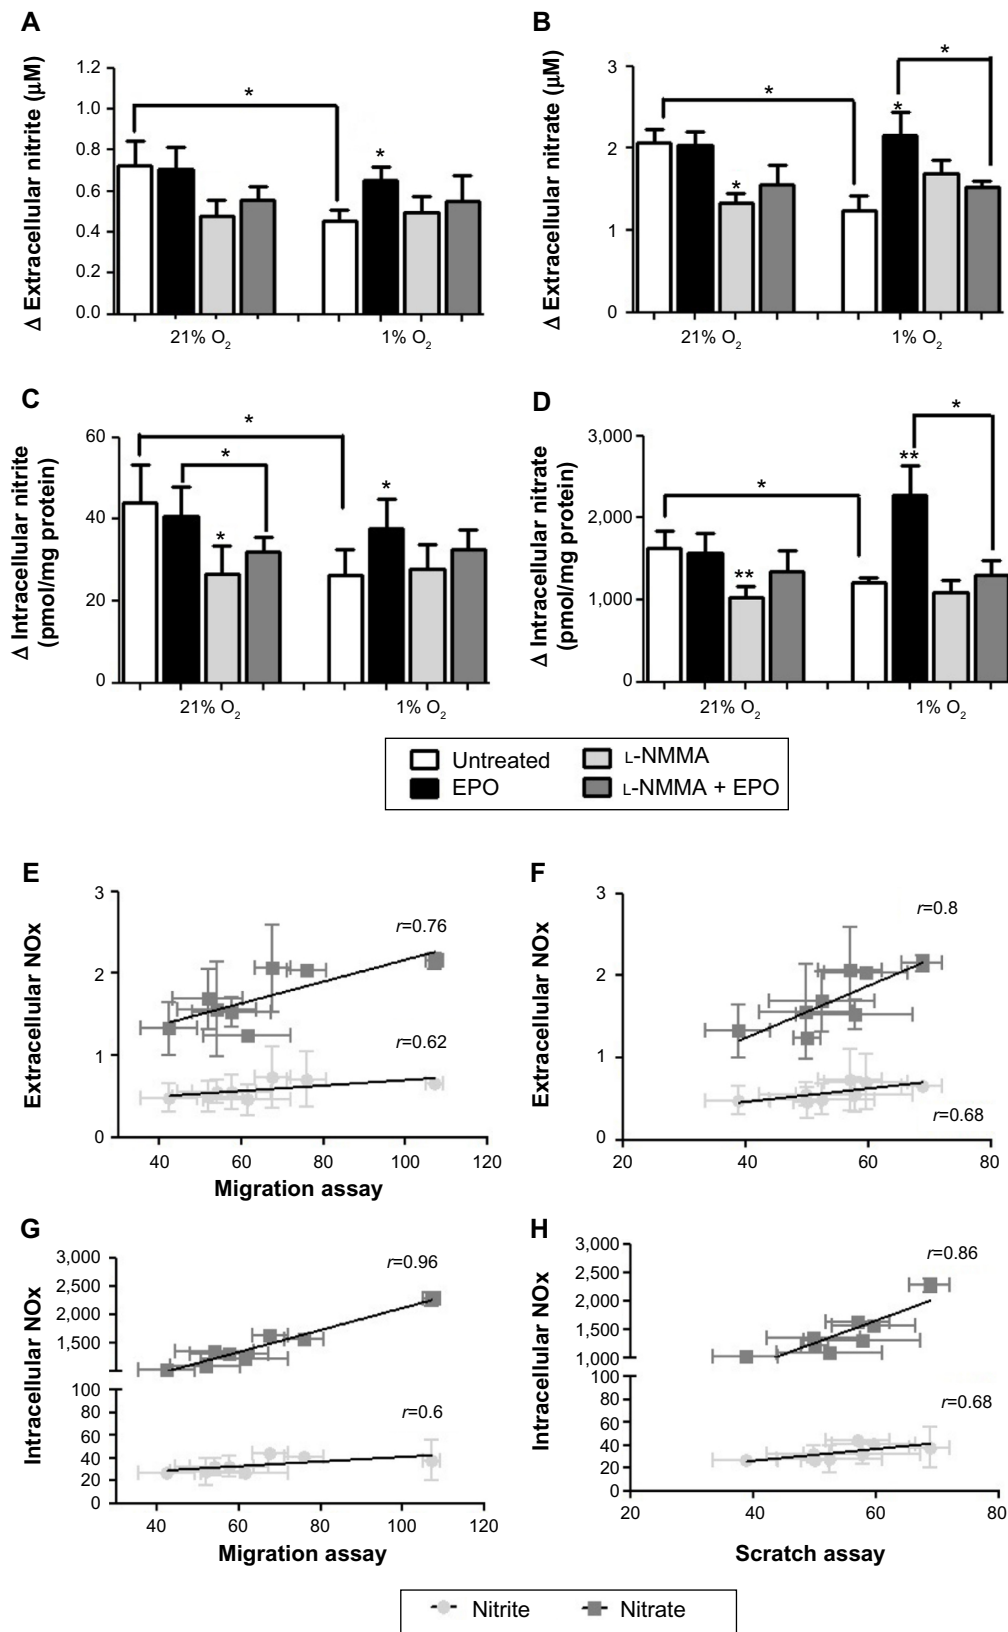 A
B
Δ Extracellular nitrite (μM)
1.2
1.0
0.8
0.6
0.4
0.2
0.0
*
*
21% O₂
1% O₂
Δ Extracellular nitrate (μM)
3
2
1
0
*
*
*
*
21% O₂
1% O₂
C
D
Δ Intracellular nitrite
(pmol/mg protein)
60
40
20
0
*
*
*
*
21% O₂
1% O₂
Δ Intracellular nitrate
(pmol/mg protein)
3,000
2,000
1,000
0
*
**
**
*
21% O₂
1% O₂
Untreated
L-NMMA
EPO
L-NMMA + EPO
E
F
Extracellular NOx
3
2
1
0
r=0.76
r=0.62
40
60
80
100
120
Migration assay
Extracellular NOx
3
2
1
0
r=0.8
r=0.68
20
40
60
80
G
H
Intracellular NOx
3,000
2,500
2,000
1,500
100
80
60
40
20
0
r=0.96
r=0.6
40
60
80
100
120
Migration assay
Intracellular NOx
3,000
2,500
2,000
1,500
1,000
100
80
60
40
20
0
r=0.86
r=0.68
20
40
60
80
Scratch assay
Nitrite
Nitrate